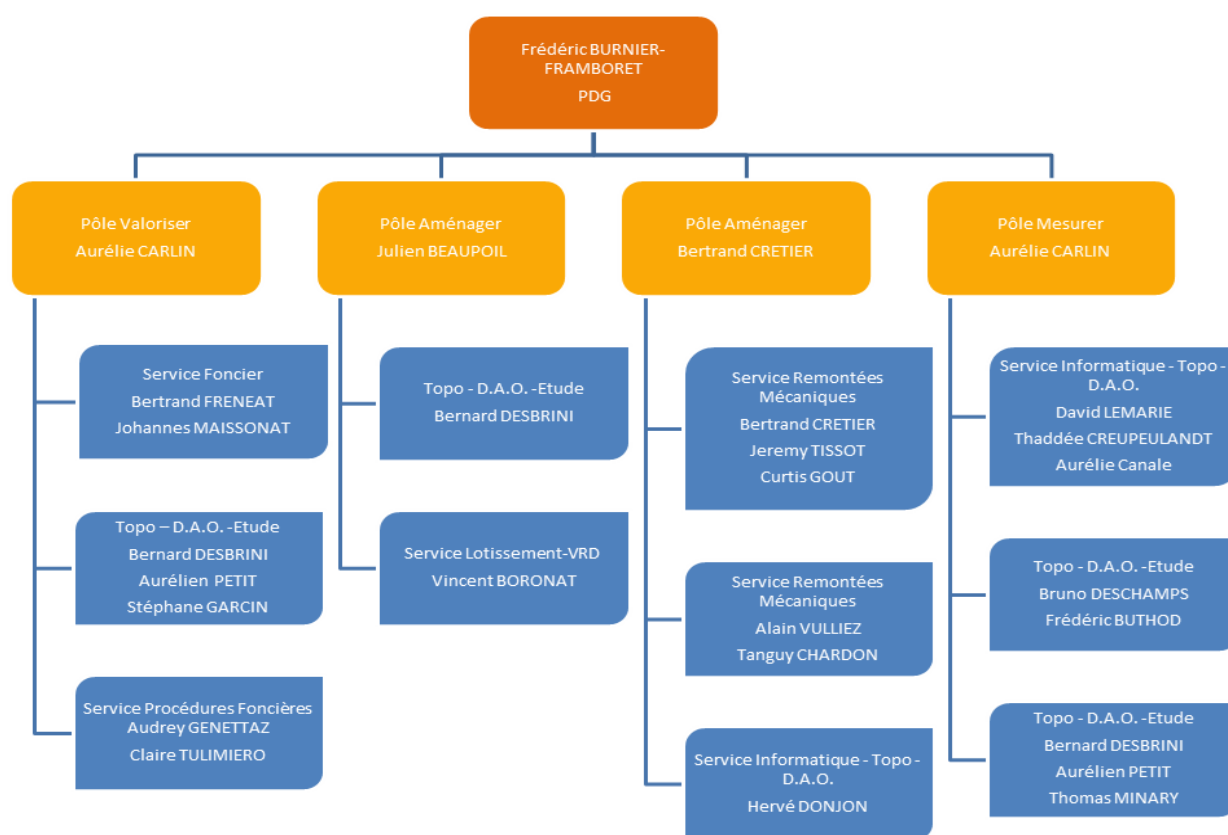 Frédéric BURNIER-
FRAMBORET
PDG
Pôle Valoriser
Aurélie CARLIN
Pôle Aménager
Julien BEAUPOIL
Pôle Aménager
Bertrand CRETIER
Pôle Mesurer
Aurélie CARLIN
Service Foncier
Bertrand FRENEAT
Johannes MAISSONAT
Topo – D.A.O. -Etude
Bernard DESBRINI
Aurélien PETIT
Stéphane GARCIN
Service Procédures Foncières
Audrey GENETTAZ
Claire TULIMIERO
Topo - D.A.O. -Etude
Bernard DESBRINI
Service Lotissement-VRD
Vincent BORONAT
Service Remontées
Mécaniques
Bertrand CRETIER
Jeremy TISSOT
Curtis GOUT
Service Remontées
Mécaniques
Alain VULLIEZ
Tanguy CHARDON
Service Informatique - Topo -
D.A.O.
Hervé DONJON
Service Informatique - Topo -
D.A.O.
David LEMARIE
Thaddée CREUPEULANDT
Aurélie Canale
Topo - D.A.O. -Etude
Bruno DESCHAMPS
Frédéric BUTHOD
Topo - D.A.O. -Etude
Bernard DESBRINI
Aurélien PETIT
Thomas MINARY